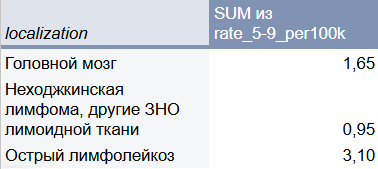 localization
SUM из
rate_5-9_per100k
Головной мозг
1,65
Неходжкинская
лимфома, другие ЗНО
лимоидной ткани
0,95
Острый лимфолейкоз
3,10